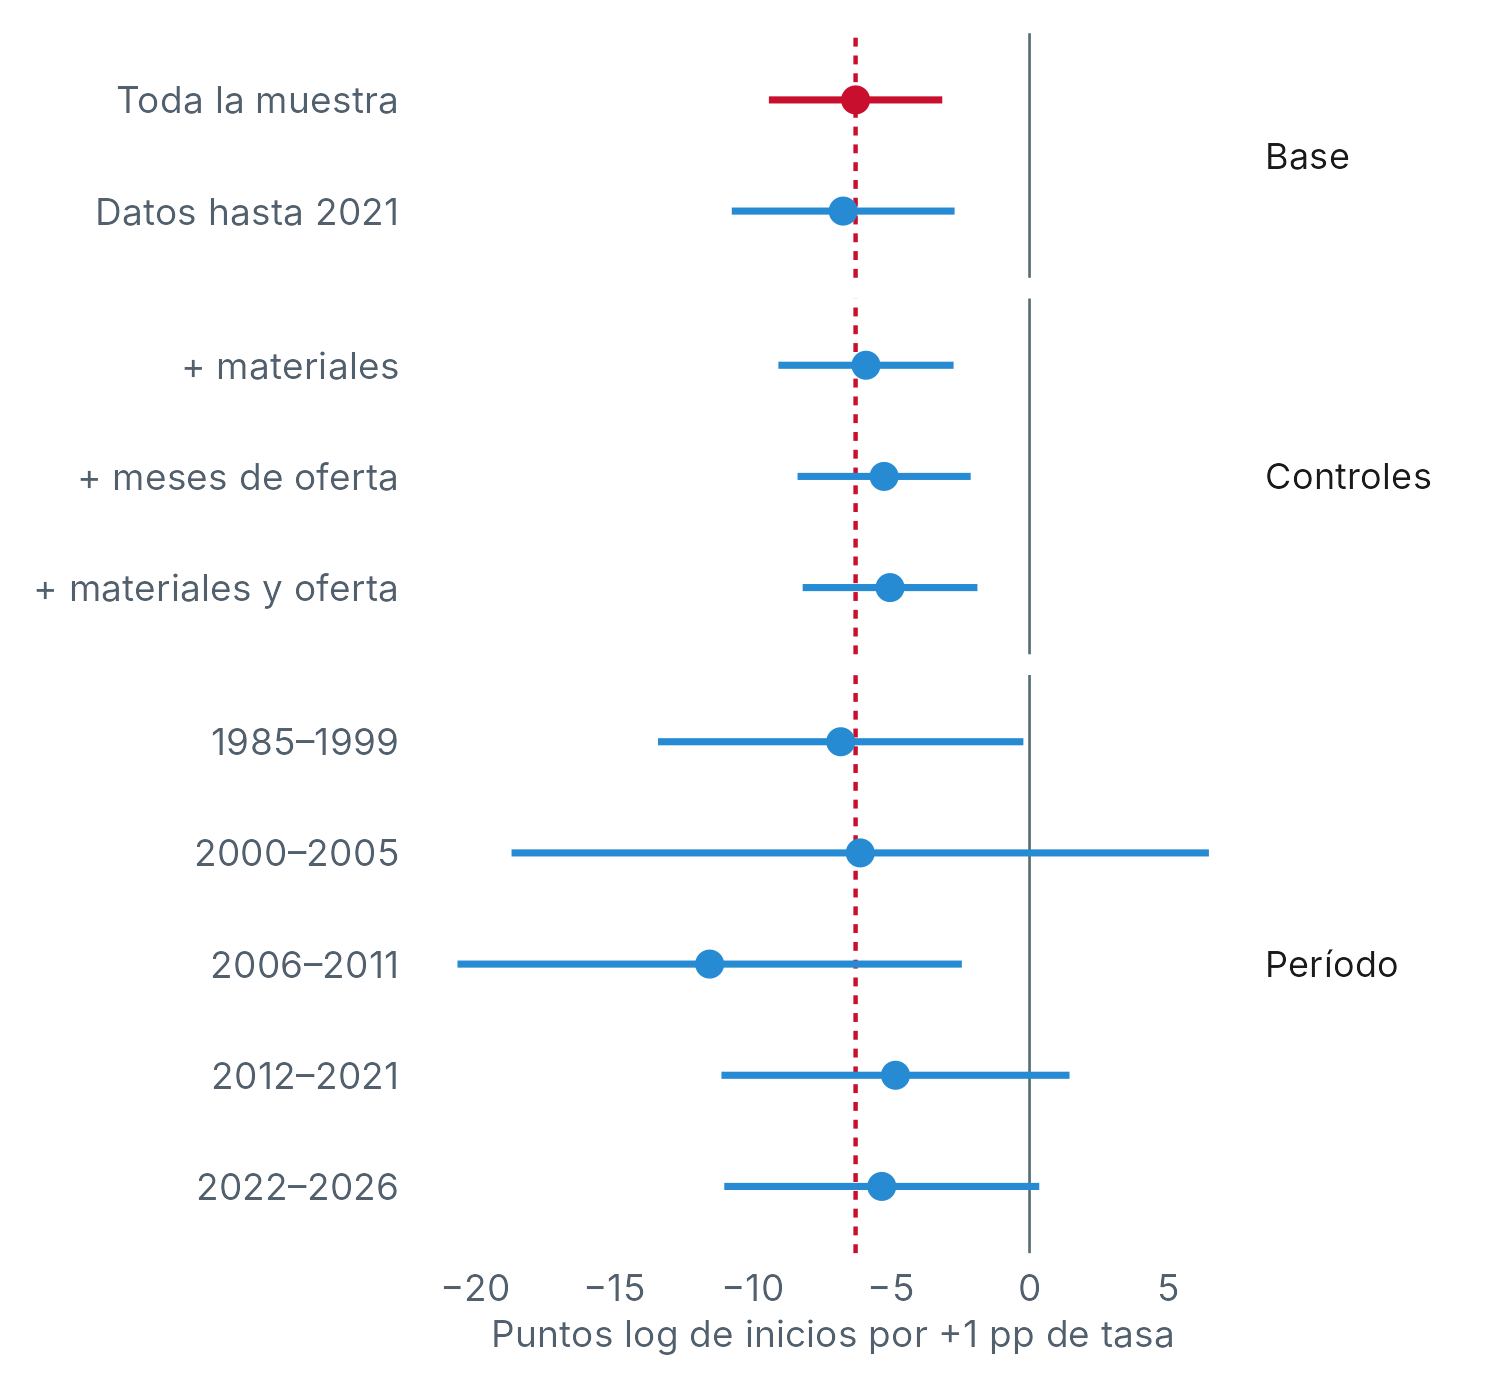 Toda la muestra
Datos hasta 2021
Base
+ materiales
+ meses de oferta
+ materiales y oferta
Controles
1985–1999
2000–2005
2006–2011
2012–2021
2022–2026
Período
−20 −15 −10 −5 0 5
Puntos log de inicios por +1 pp de tasa